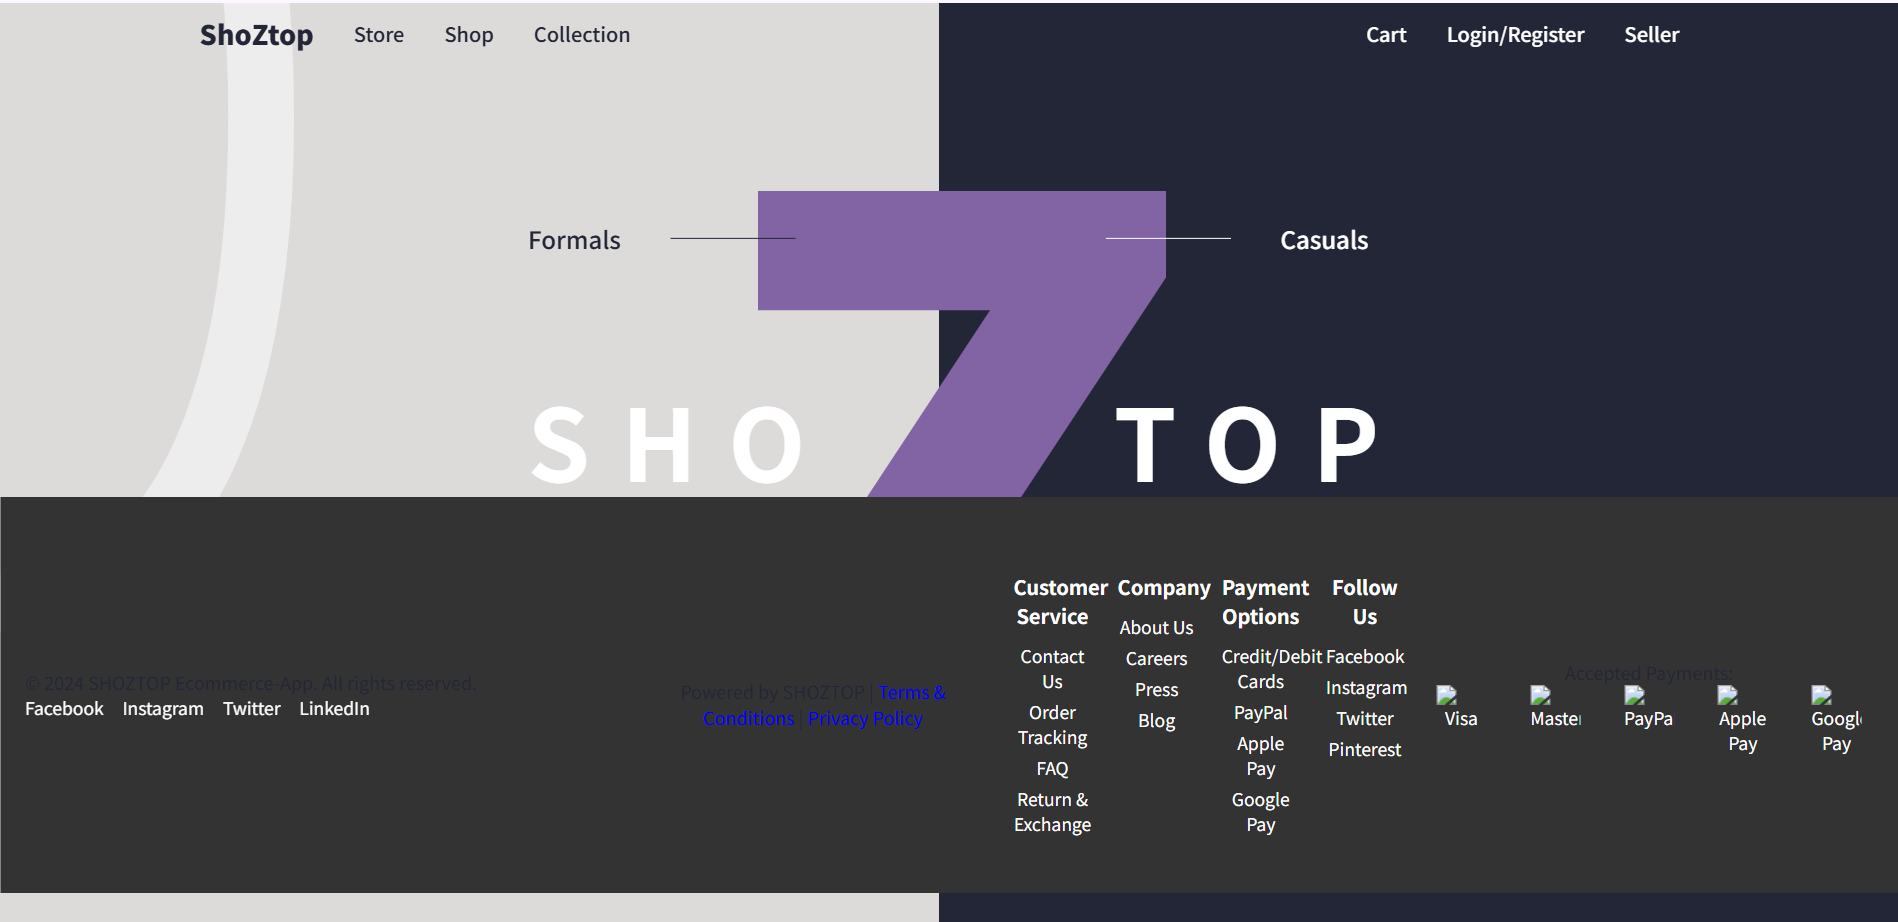 ShoZtop Store Shop Collection Cart Login/Register Seller
Formals Casuals
SHO Z TOP
© 2024 SHOZTOP Ecommerce-App. All rights reserved.
Facebook Instagram Twitter LinkedIn
Powered by SHOZTOP | Terms &
Conditions | Privacy Policy
Customer
Service
Contact
Us
Order
Tracking
FAQ
Return &
Exchange
Company
About Us
Careers
Press
Blog
Payment
Options
Credit/Debit
Cards
PayPal
Apple
Pay
Google
Pay
Follow
Us
Facebook
Instagram
Twitter
Pinterest
Accepted Payments:
Visa
Master
PayPa
Apple
Pay
Googl
Pay